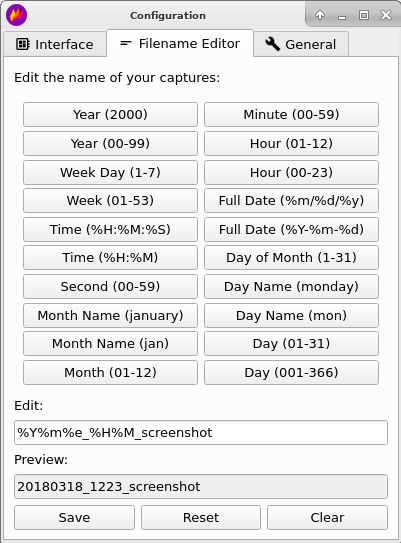 Configuration
Interface
Filename Editor
General
Edit the name of your captures:
Year (2000)
Minute (00-59)
Year (00-99)
Hour (01-12)
Week Day (1-7)
Hour (00-23)
Week (01-53)
Full Date (%m/%d/%y)
Time (%H:%M:%S)
Full Date (%Y-%m-%d)
Time (%H:%M)
Day of Month (1-31)
Second (00-59)
Day Name (monday)
Month Name (january)
Day Name (mon)
Month Name (jan)
Day (01-31)
Month (01-12)
Day (001-366)
Edit:
%Y%m%e_%H%M_screenshot
Preview:
20180318_1223_screenshot
Save
Reset
Clear